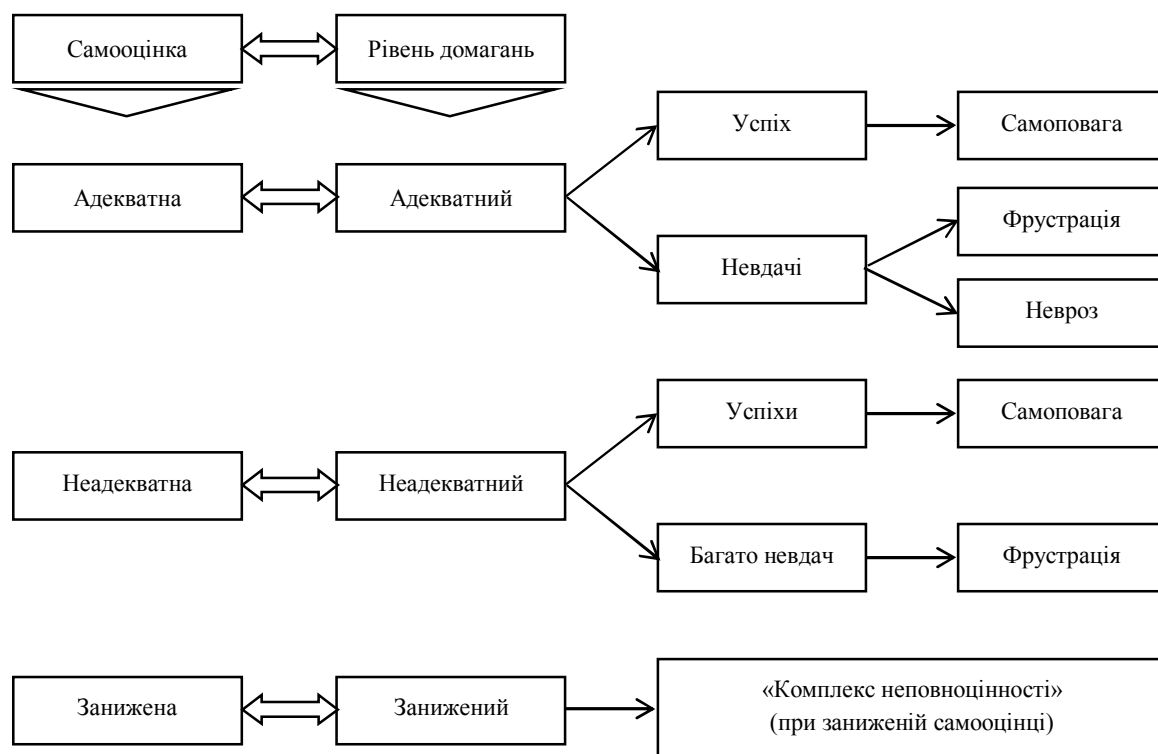 Самооцінка
Рівень домагань
Успіх
Самоповага
Адекватна
Адекватний
Фрустрація
Невдачі
Невроз
Успіхи
Самоповага
Неадекватна
Неадекватний
Багато невдач
Фрустрація
Занижена
Занижений
«Комплекс неповноцінності»
(при заниженій самооцінці)